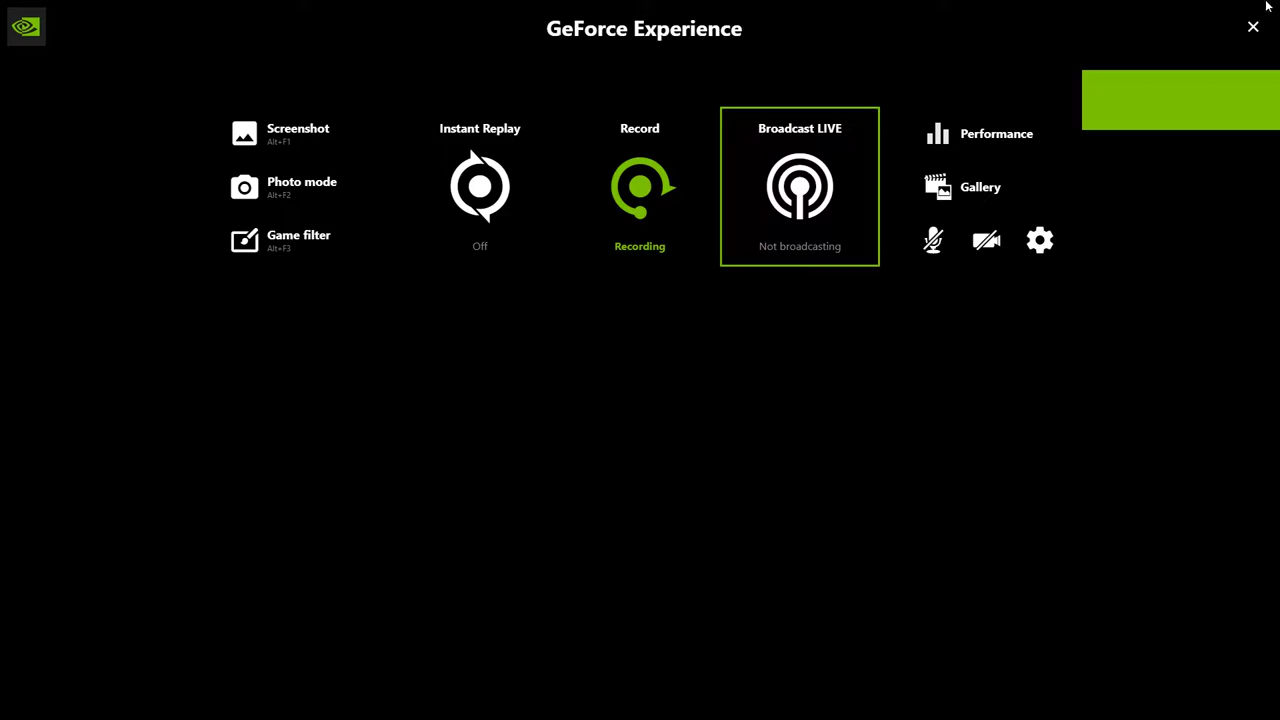 GeForce Experience
Screenshot
Alt+F1
Photo mode
Alt+F2
Game filter
Alt+F3
Instant Replay
Off
Record
Recording
Broadcast LIVE
Not broadcasting
Performance
Gallery